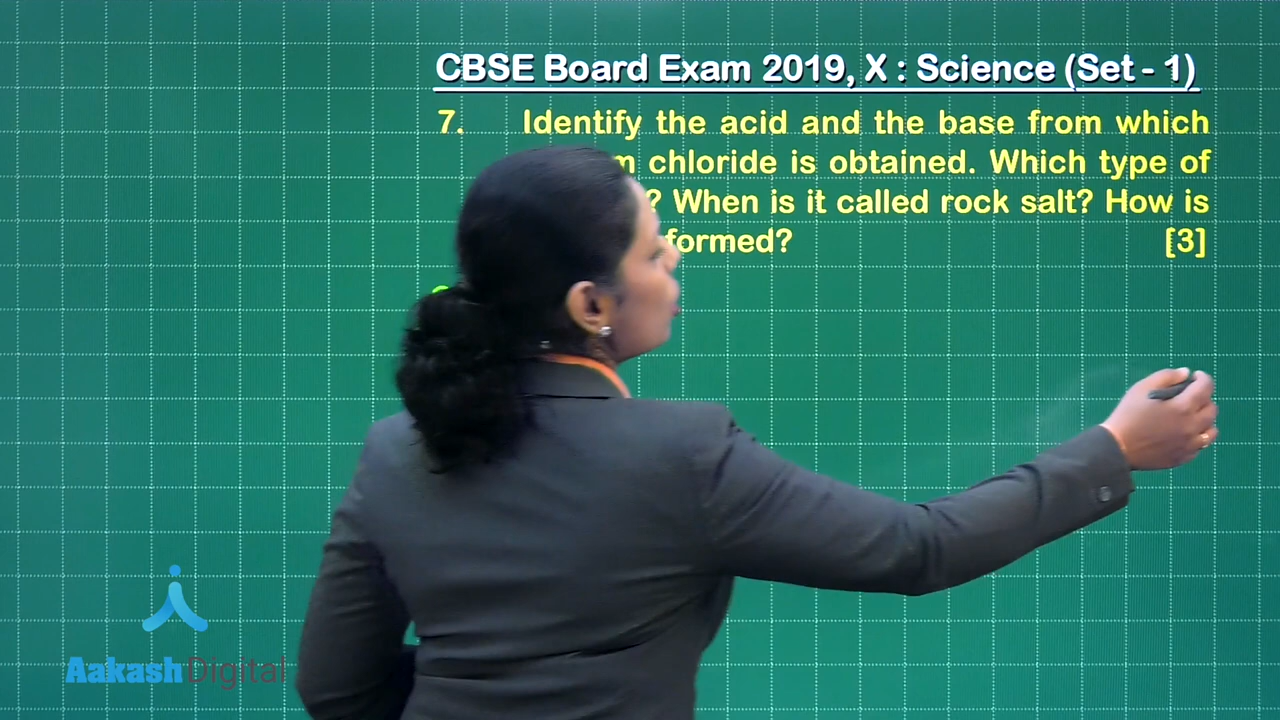 CBSE Board Exam 2019, X : Science (Set - 1)
7. Identify the acid and the base from which
chloride is obtained. Which type of
? When is it called rock salt? How is
formed? [3]
Aakash Digital